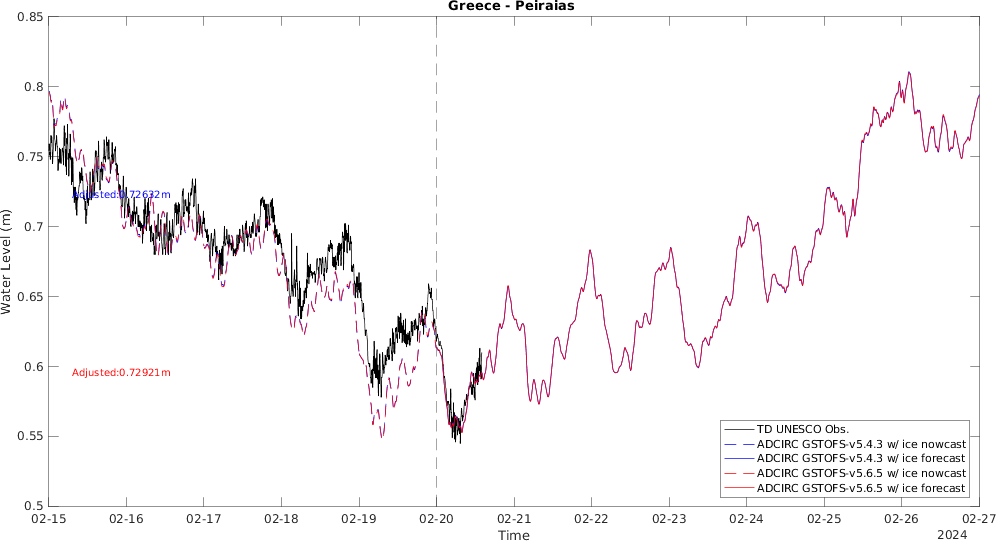 Greece - Peiraias
Water Level (m)
0.85
0.8
0.75
0.7
0.65
0.6
0.55
0.5
Adjusted:0.72632m
Adjusted:0.72921m
TD UNESCO Obs.
ADCIRC GSTOFS-v5.4.3 w/ ice nowcast
ADCIRC GSTOFS-v5.4.3 w/ ice forecast
ADCIRC GSTOFS-v5.6.5 w/ ice nowcast
ADCIRC GSTOFS-v5.6.5 w/ ice forecast
02-15 02-16 02-17 02-18 02-19 02-20 02-21 02-22 02-23 02-24 02-25 02-26 02-27
Time
2024